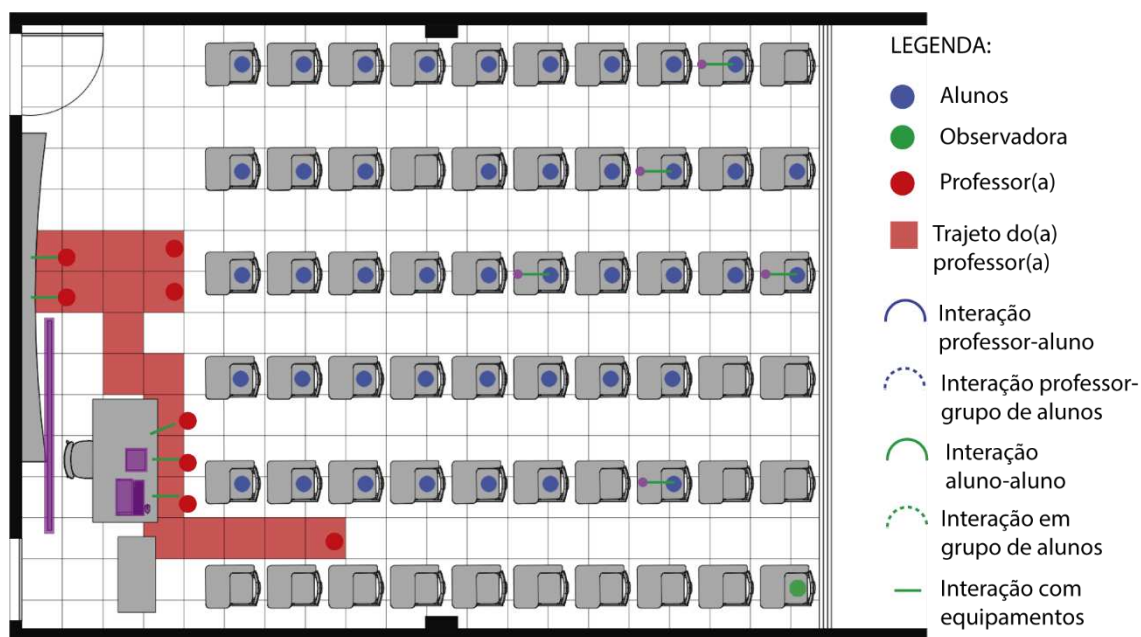 LEGENDA:
Alunos
Observadora
Professor(a)
Trajeto do(a)
professor(a)
Interação
professor-aluno
Interação professor-
grupo de alunos
Interação
aluno-aluno
Interação em
grupo de alunos
Interação com
equipamentos